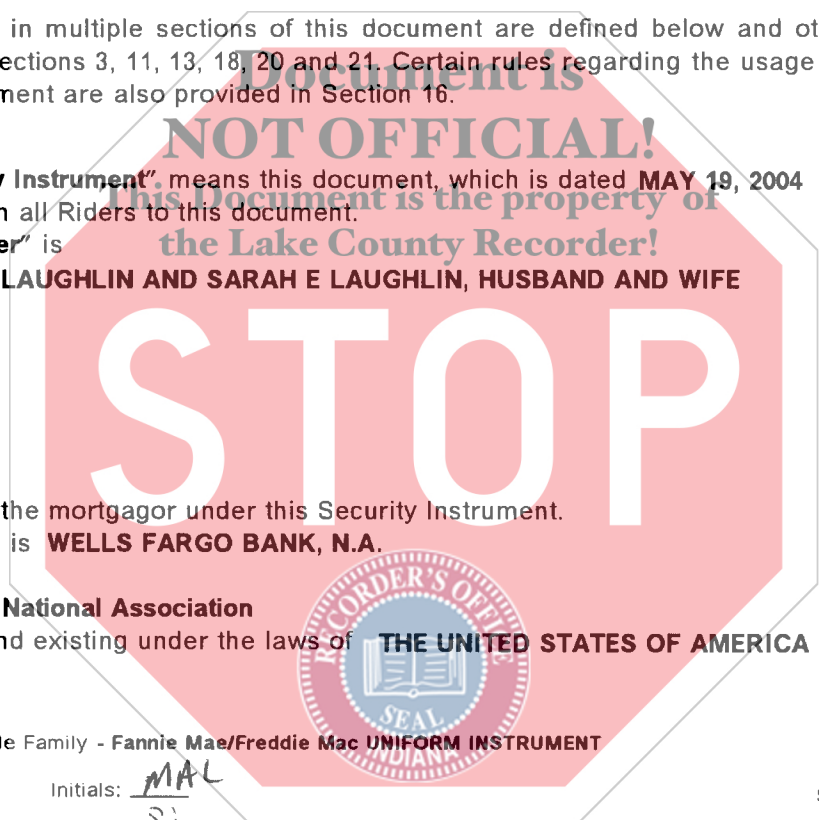 in multiple sections of this document are defined below and ot
ections 3, 11, 13, 18, 20 and 21. Certain rules regarding the usage
ment are also provided in Section 16.
Document is
NOT OFFICIAL!
This Document is the property of
the Lake County Recorder!
y Instrument" means this document, which is dated MAY 19, 2004
h all Riders to this document.
er" is
LAUGHLIN AND SARAH E LAUGHLIN, HUSBAND AND WIFE
STOP
the mortgagor under this Security Instrument.
is WELLS FARGO BANK, N.A.
National Association
nd existing under the laws of THE UNITED STATES OF AMERICA
RECORDER'S OFFICE
SEAL
INDIANA
le Family - Fannie Mae/Freddie Mac UNIFORM INSTRUMENT
Initials: MAL